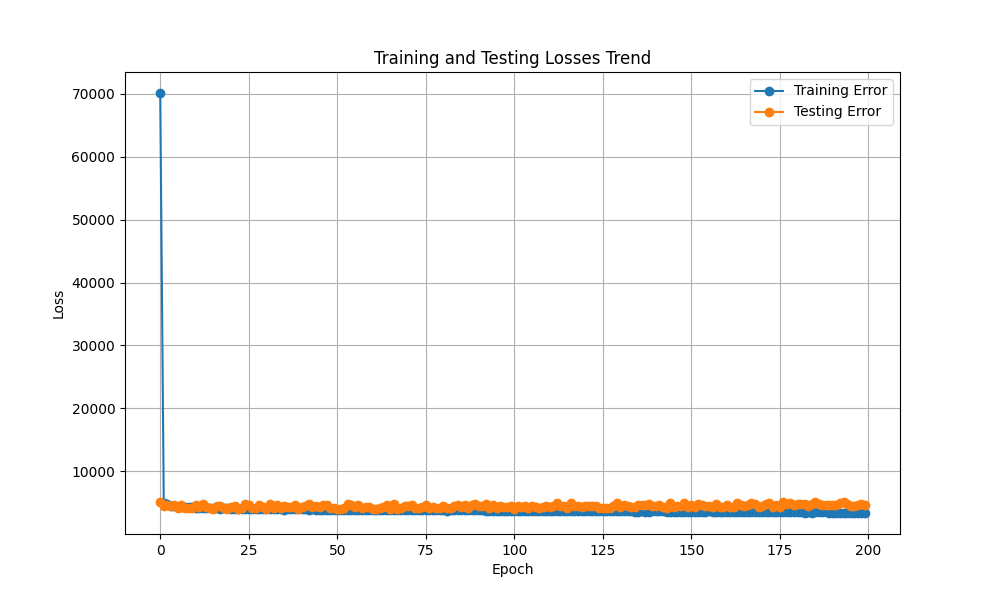 Training and Testing Losses Trend
Training Error
Testing Error
70000
60000
50000
40000
30000
20000
10000
Loss
0 25 50 75 100 125 150 175 200
Epoch